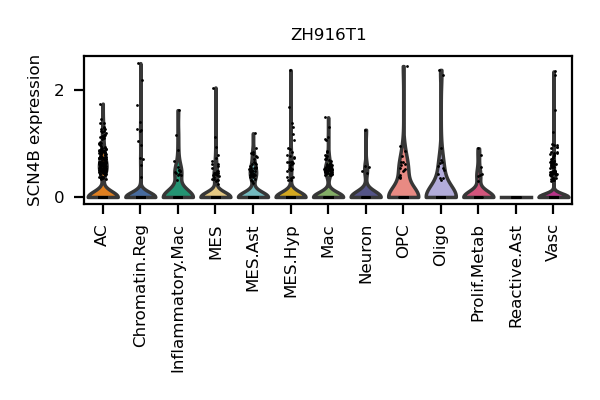 ZH916T1
SCN4B expression
2
0
AC
Chromatin.Reg
Inflammatory.Mac
MES
MES.Ast
MES.Hyp
Mac
Neuron
OPC
Oligo
Prolif.Metab
Reactive.Ast
Vasc